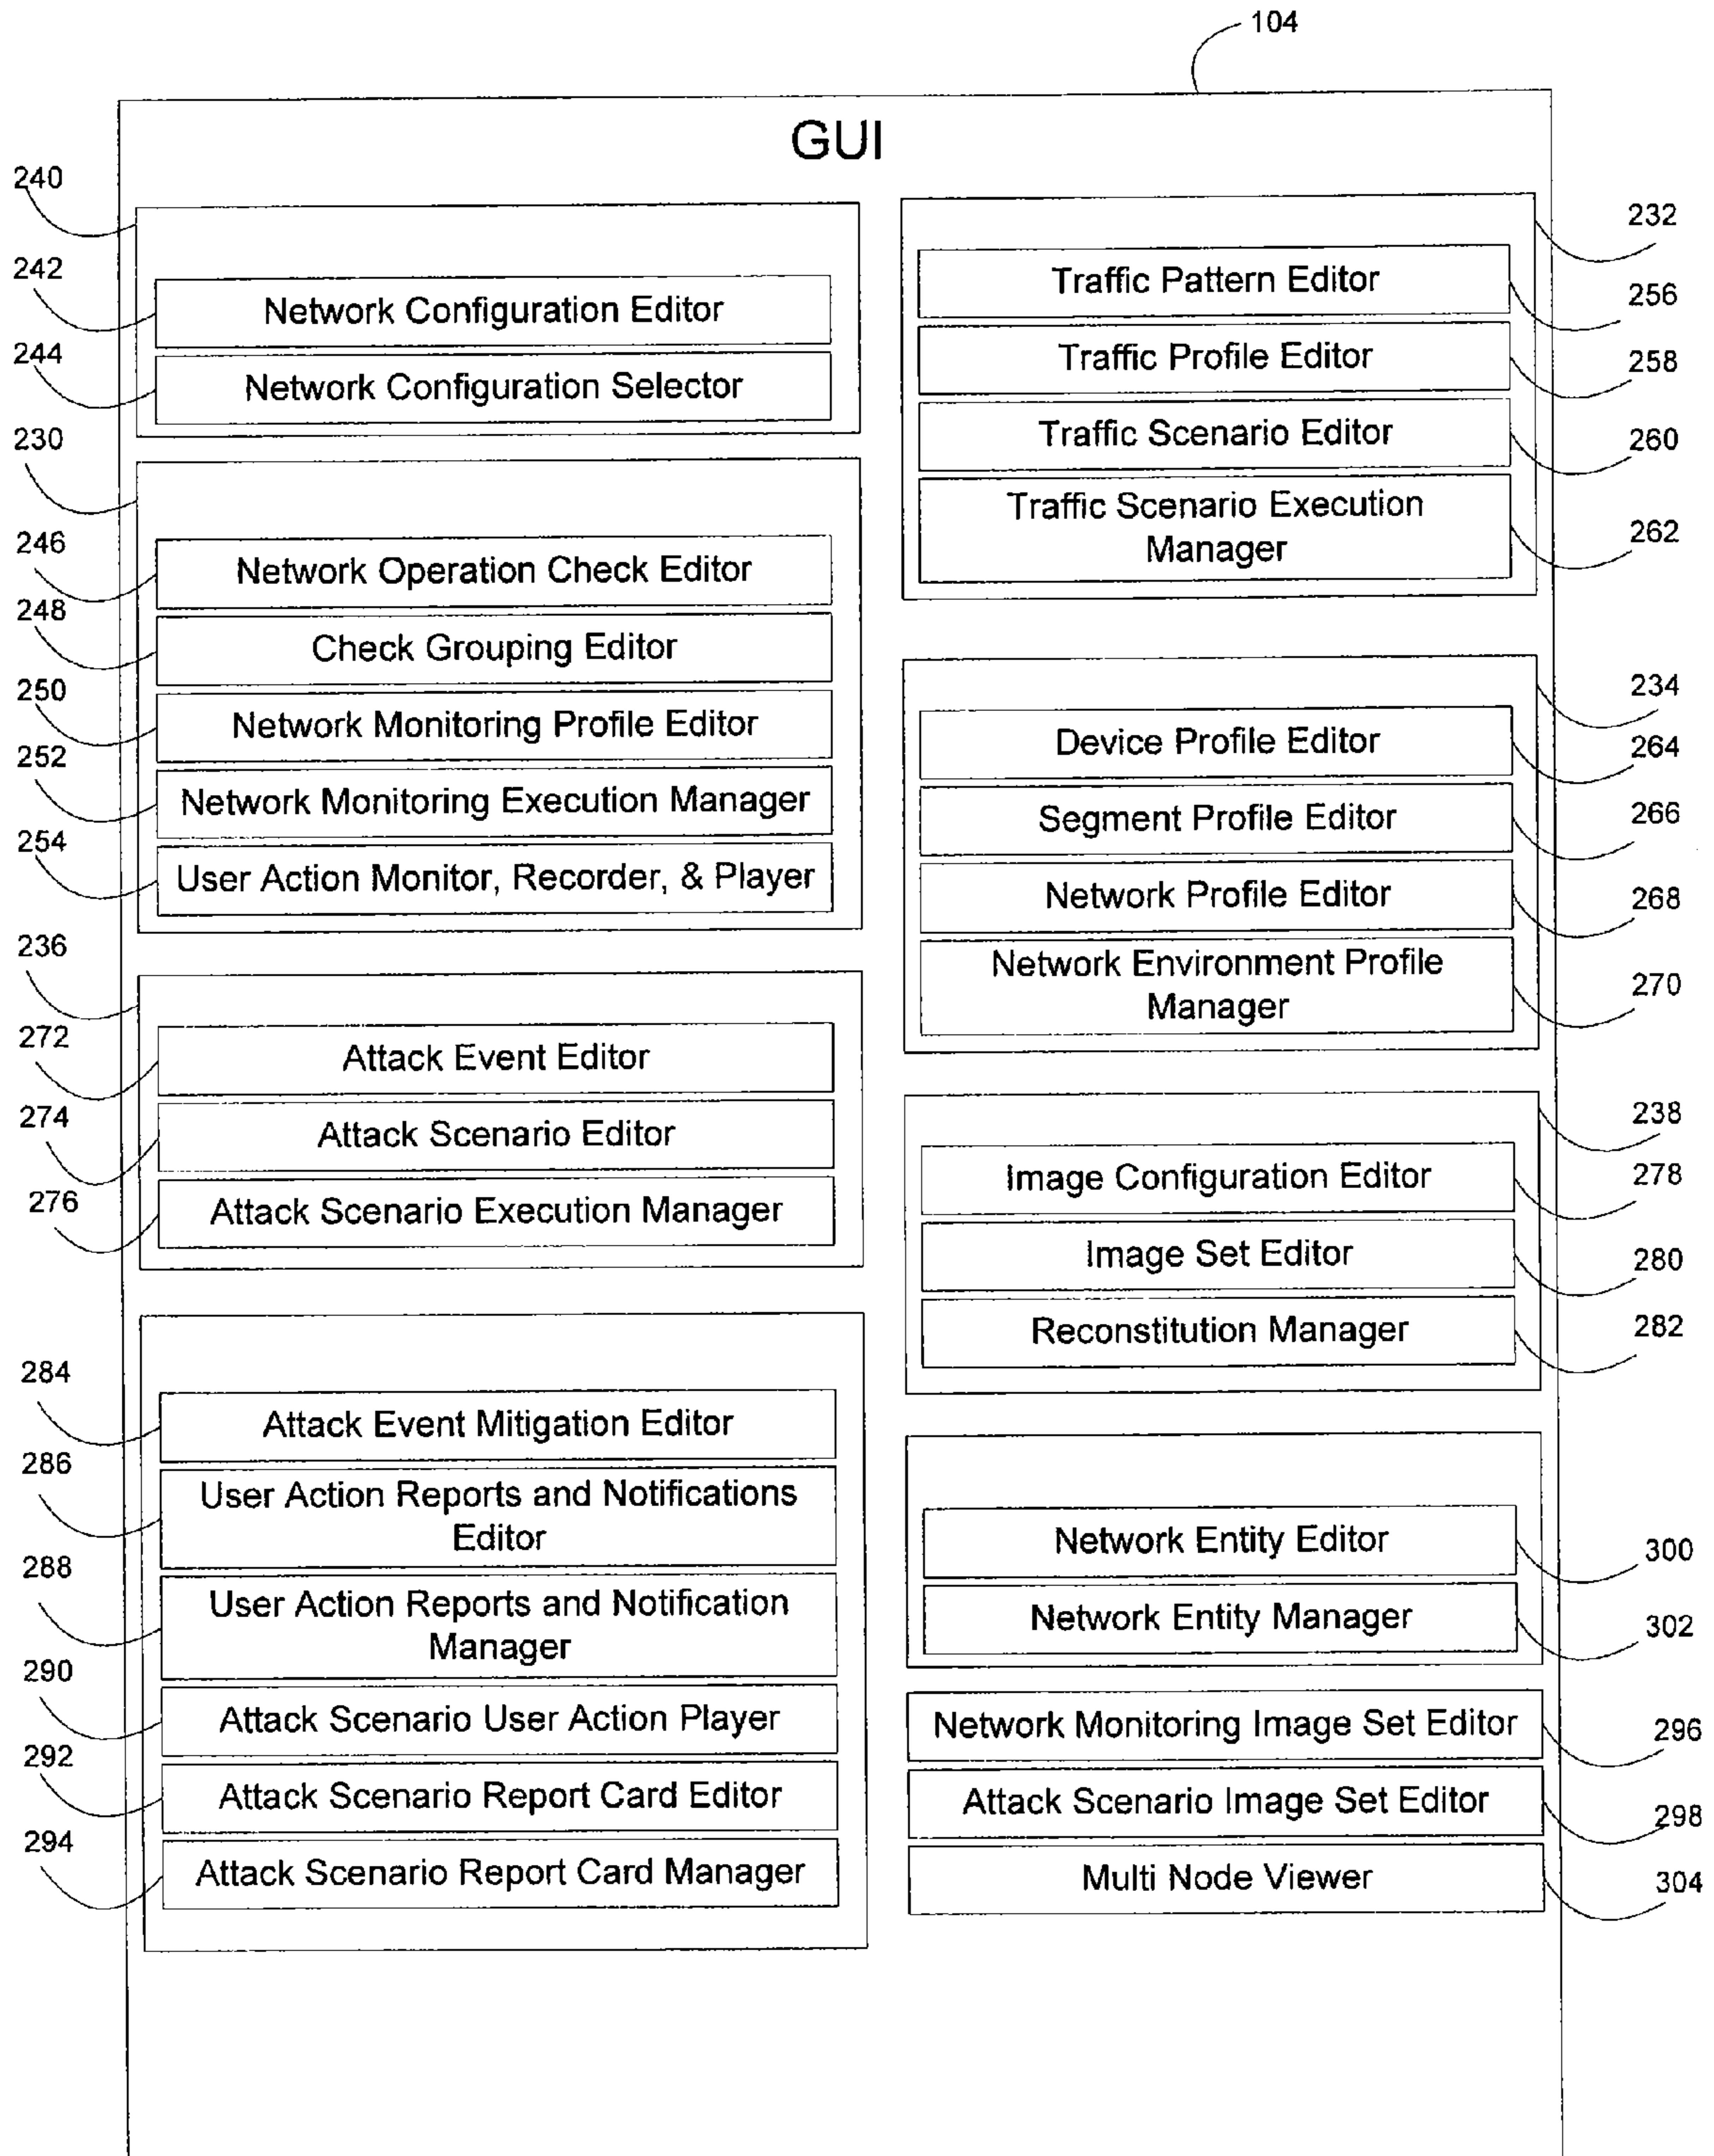 104
GUI
240
242
Network Configuration Editor
244
Network Configuration Selector
230
246
Network Operation Check Editor
248
Check Grouping Editor
250
Network Monitoring Profile Editor
252
Network Monitoring Execution Manager
254
User Action Monitor, Recorder, & Player
236
272
Attack Event Editor
274
Attack Scenario Editor
276
Attack Scenario Execution Manager
284
Attack Event Mitigation Editor
286
User Action Reports and Notifications
Editor
288
User Action Reports and Notification
Manager
290
Attack Scenario User Action Player
292
Attack Scenario Report Card Editor
294
Attack Scenario Report Card Manager
232
Traffic Pattern Editor
256
Traffic Profile Editor
258
Traffic Scenario Editor
260
Traffic Scenario Execution
Manager
262
234
Device Profile Editor
264
Segment Profile Editor
266
Network Profile Editor
268
Network Environment Profile
Manager
270
238
Image Configuration Editor
278
Image Set Editor
280
Reconstitution Manager
282
Network Entity Editor
300
Network Entity Manager
302
Network Monitoring Image Set Editor
296
Attack Scenario Image Set Editor
298
Multi Node Viewer
304